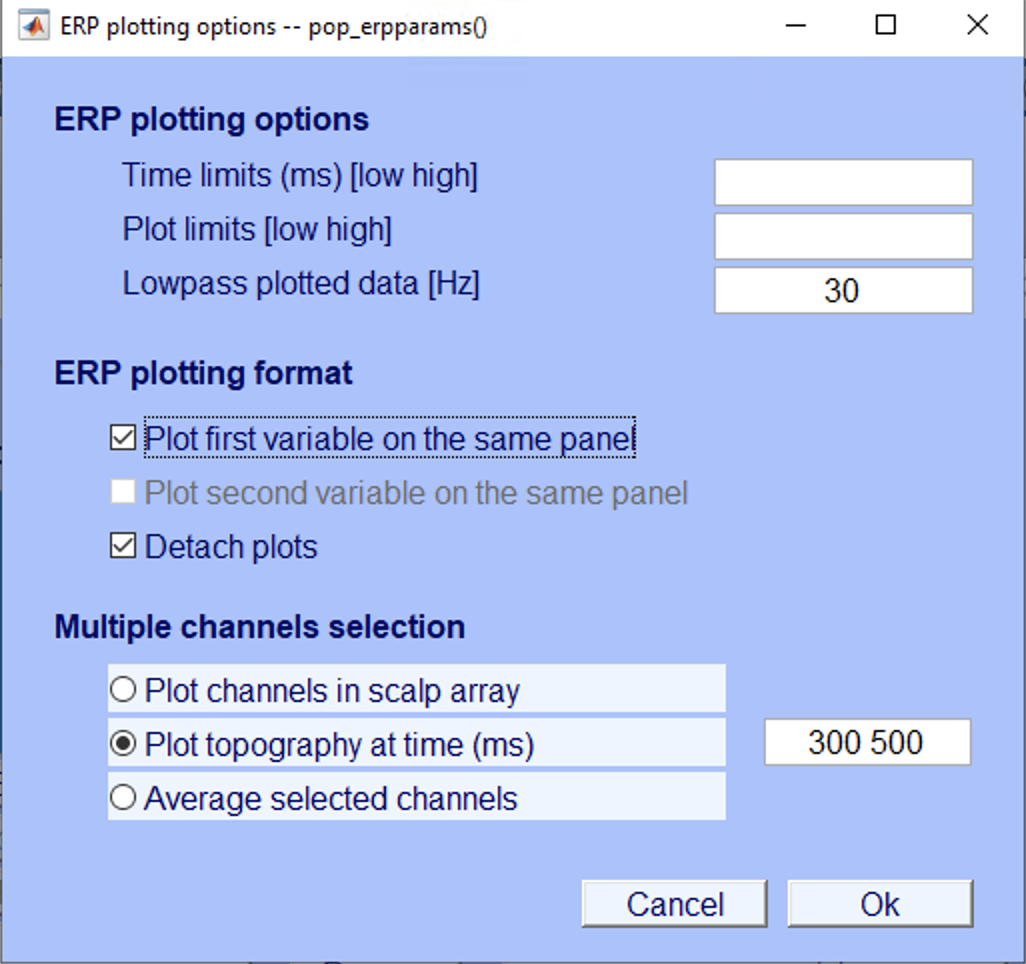 ERP plotting options -- pop_erpparams()
ERP plotting options
Time limits (ms) [low high]
Plot limits [low high]
Lowpass plotted data [Hz] 30
ERP plotting format
Plot first variable on the same panel
Plot second variable on the same panel
Detach plots
Multiple channels selection
Plot channels in scalp array
Plot topography at time (ms) 300 500
Average selected channels
Cancel Ok